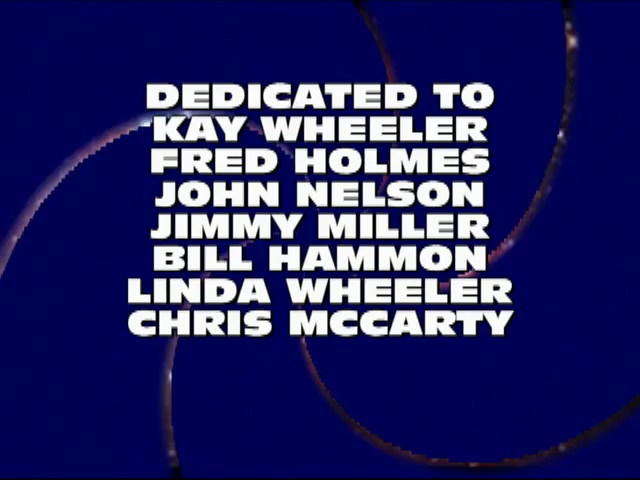 DEDICATED TO
KAY WHEELER
FRED HOLMES
JOHN NELSON
JIMMY MILLER
BILL HAMMON
LINDA WHEELER
CHRIS MCCARTY